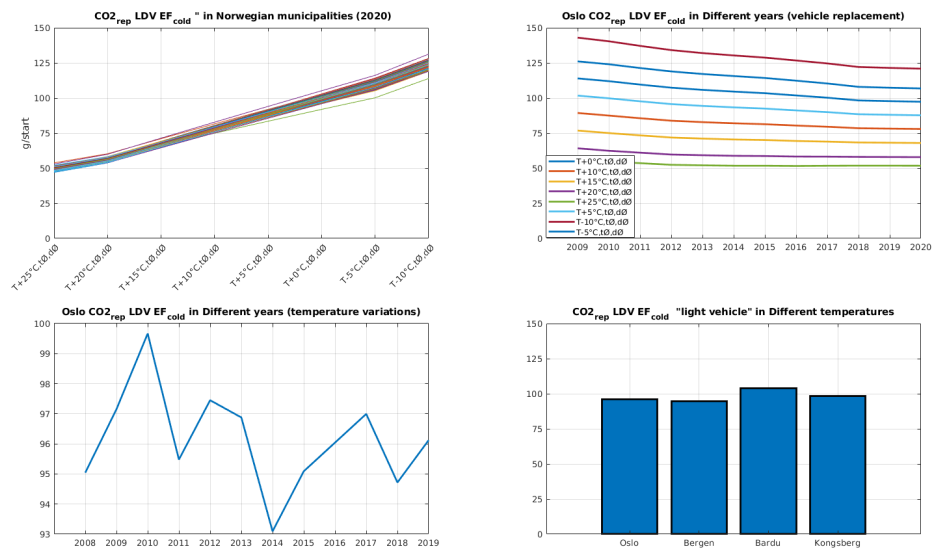 CO2rep LDV EFcold " in Norwegian municipalities (2020)
150
125
100
75
50
25
0
g/start
T+25°C,tØ,dØ
T+20°C,tØ,dØ
T+15°C,tØ,dØ
T+10°C,tØ,dØ
T+5°C,tØ,dØ
T+0°C,tØ,dØ
T-5°C,tØ,dØ
T-10°C,tØ,dØ
Oslo CO2rep LDV EFcold in Different years (vehicle replacement)
150
125
100
75
50
25
0
T+0°C,tØ,dØ
T+10°C,tØ,dØ
T+15°C,tØ,dØ
T+20°C,tØ,dØ
T+25°C,tØ,dØ
T+5°C,tØ,dØ
T-10°C,tØ,dØ
T-5°C,tØ,dØ
2009 2010 2011 2012 2013 2014 2015 2016 2017 2018 2019 2020
Oslo CO2rep LDV EFcold in Different years (temperature variations)
100
99
98
97
96
95
94
93
2008 2009 2010 2011 2012 2013 2014 2015 2016 2017 2018 2019
CO2rep LDV EFcold "light vehicle" in Different temperatures
150
125
100
75
50
25
0
Oslo Bergen Bardu Kongsberg